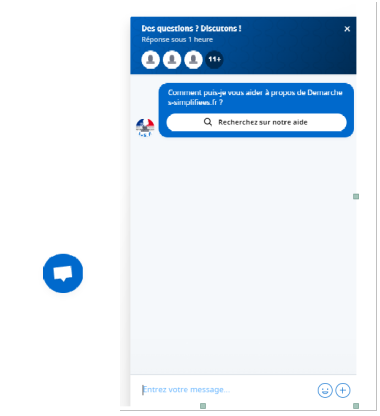 Des questions ? Discutons !
Réponse sous 1 heure
11+
Comment puis-je vous aider à propos de Demarche
s-simplifiees.fr ?
Recherchez sur notre aide
Entrez votre message...